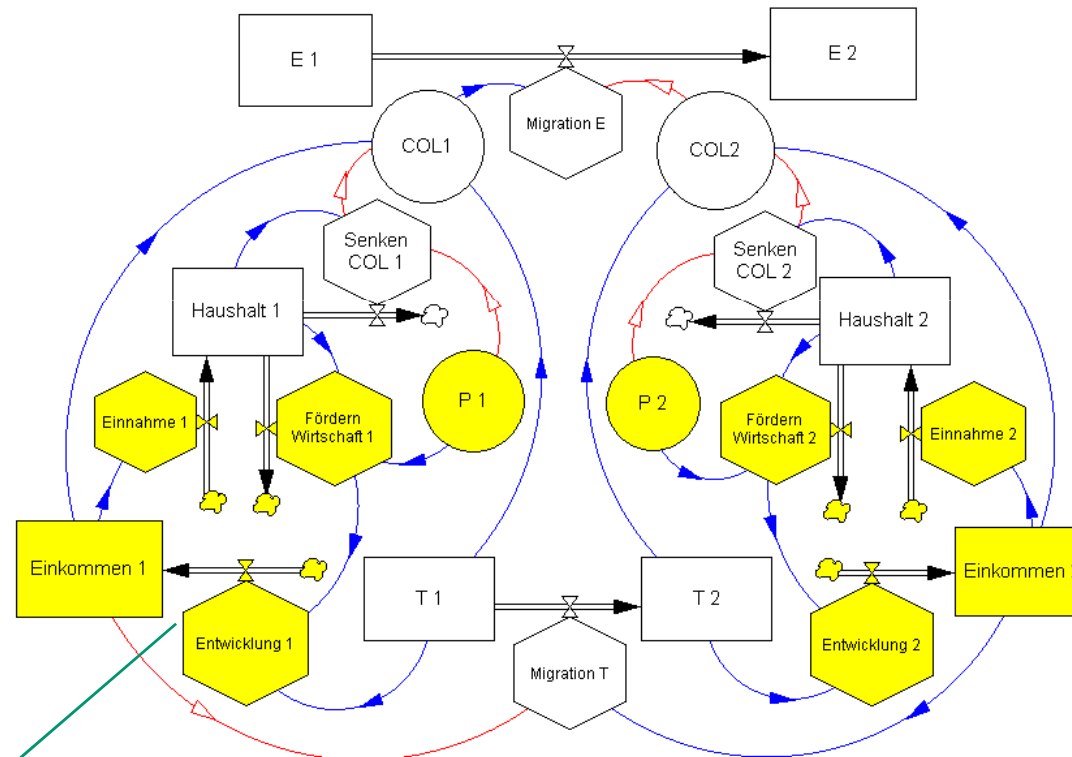 E 1
E 2
Migration E
COL1
COL2
Senken
COL 1
Senken
COL 2
Haushalt 1
Haushalt 2
Einnahme 1
Fördern
Wirtschaft 1
P 1
P 2
Fördern
Wirtschaft 2
Einnahme 2
Einkommen 1
Einkommen
T 1
T 2
Entwicklung 1
Migration T
Entwicklung 2